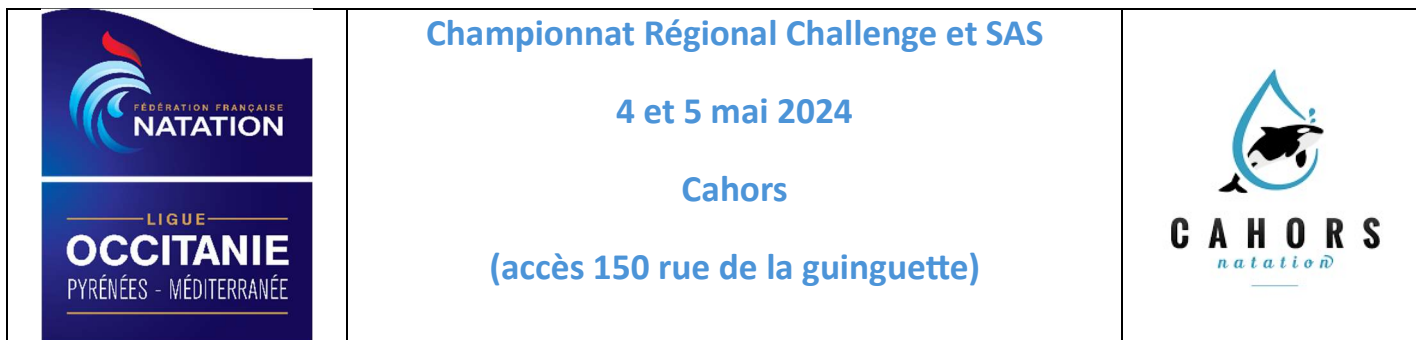 FÉDÉRATION FRANÇAISE
NATATION
LIGUE
OCCITANIE
PYRÉNÉES - MÉDITERRANÉE
Championnat Régional Challenge et SAS
4 et 5 mai 2024
Cahors
(accès 150 rue de la guinguette)
CAHORS
natation